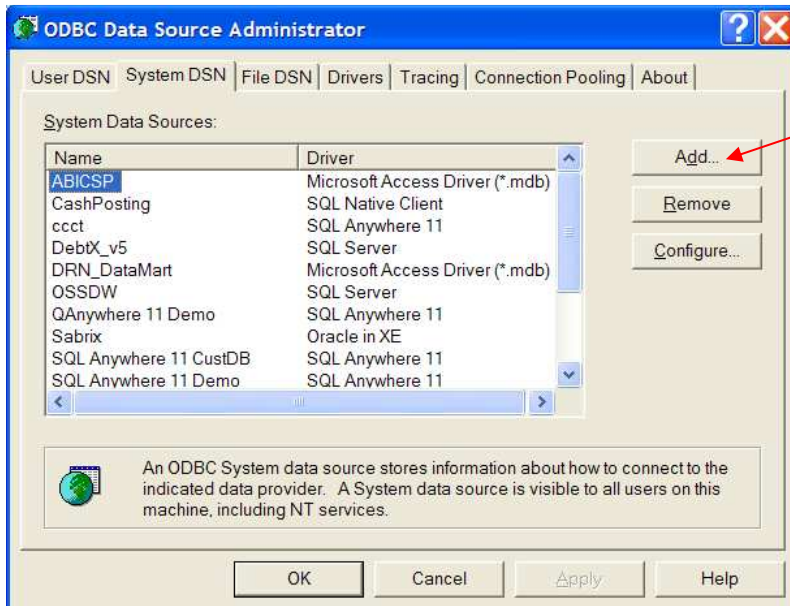 ODBC Data Source Administrator
User DSN System DSN File DSN Drivers Tracing Connection Pooling About
System Data Sources:
Name Driver
ABICSP Microsoft Access Driver (*.mdb)
CashPosting SQL Native Client
ccct SQL Anywhere 11
DebtX_v5 SQL Server
DRN_DataMart Microsoft Access Driver (*.mdb)
OSSDW SQL Server
QAnywhere 11 Demo SQL Anywhere 11
Sabrix Oracle in XE
SQL Anywhere 11 CustDB SQL Anywhere 11
SQL Anywhere 11 Demo SQL Anywhere 11
Add...
Remove
Configure...
An ODBC System data source stores information about how to connect to the
indicated data provider. A System data source is visible to all users on this
machine, including NT services.
OK Cancel Apply Help